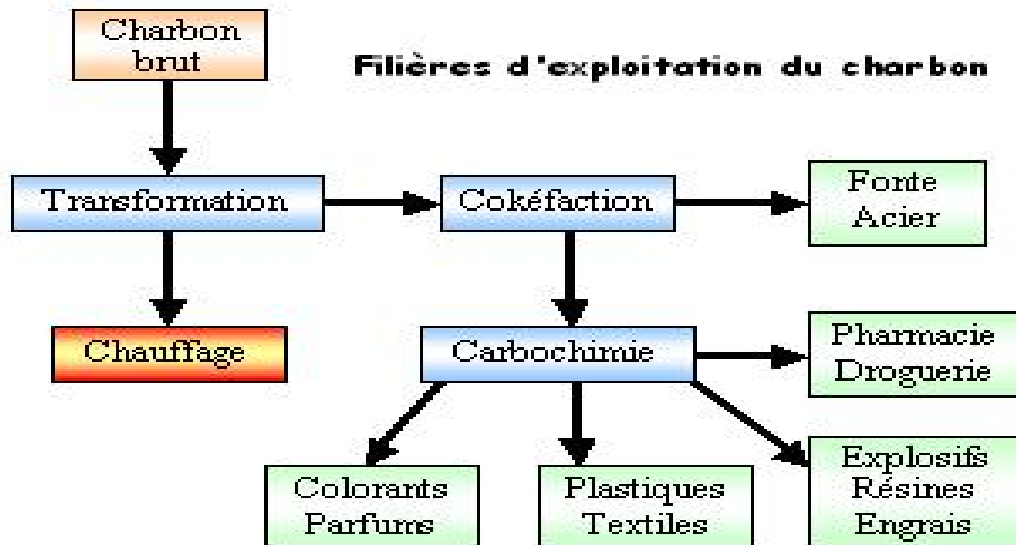 Charbon
brut
Filières d'exploitation du charbon
Transformation
Cokéfaction
Fonte
Acier
Chauffage
Carbochimie
Pharmacie
Droguerie
Colorants
Parfums
Plastiques
Textiles
Explosifs
Résines
Engrais